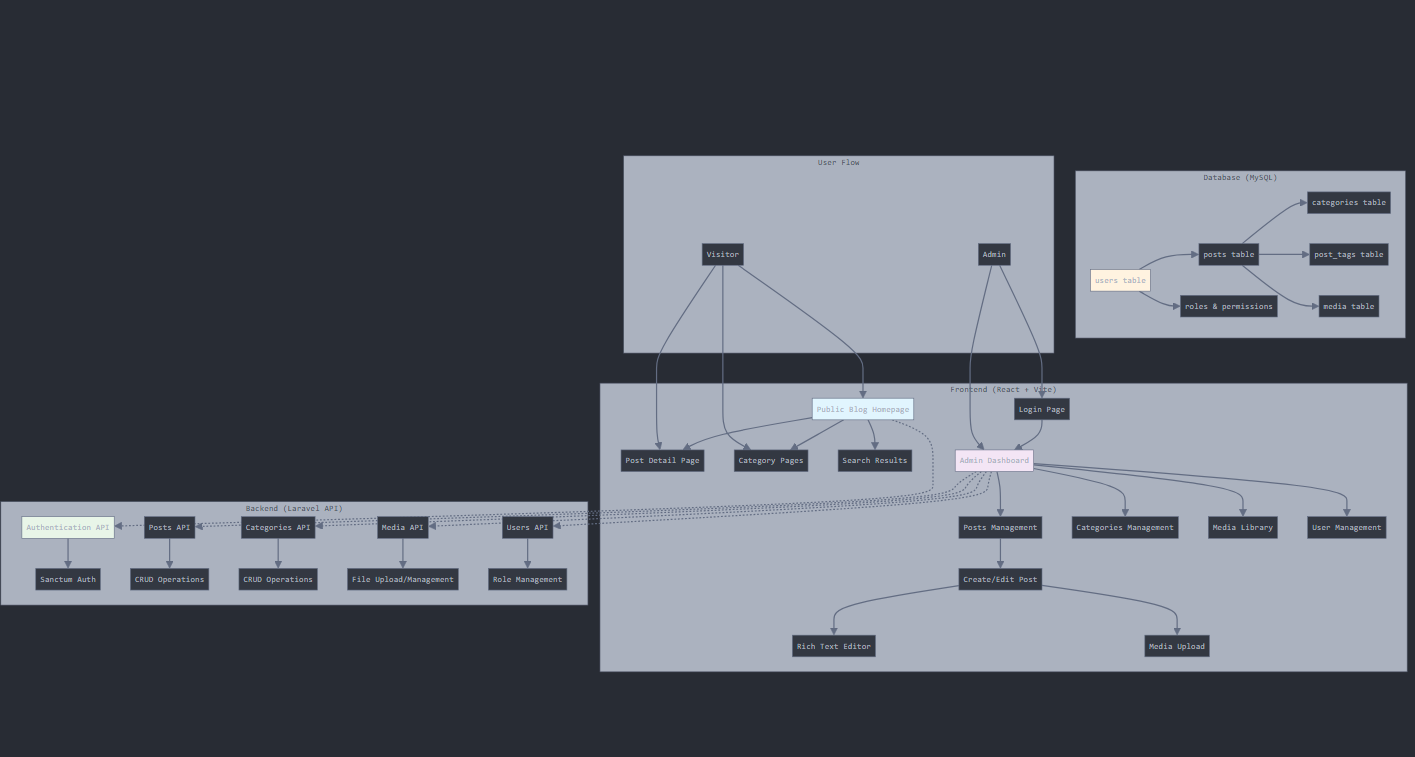 User Flow
Visitor
Admin
Database (MySQL)
categories table
posts table
post_tags table
users table
roles & permissions
media table
Frontend (React + Vite)
Public Blog Homepage
Login Page
Post Detail Page
Category Pages
Search Results
Admin Dashboard
Posts Management
Categories Management
Media Library
User Management
Create/Edit Post
Rich Text Editor
Media Upload
Backend (Laravel API)
Authentication API
Posts API
Categories API
Media API
Users API
Sanctum Auth
CRUD Operations
CRUD Operations
File Upload/Management
Role Management